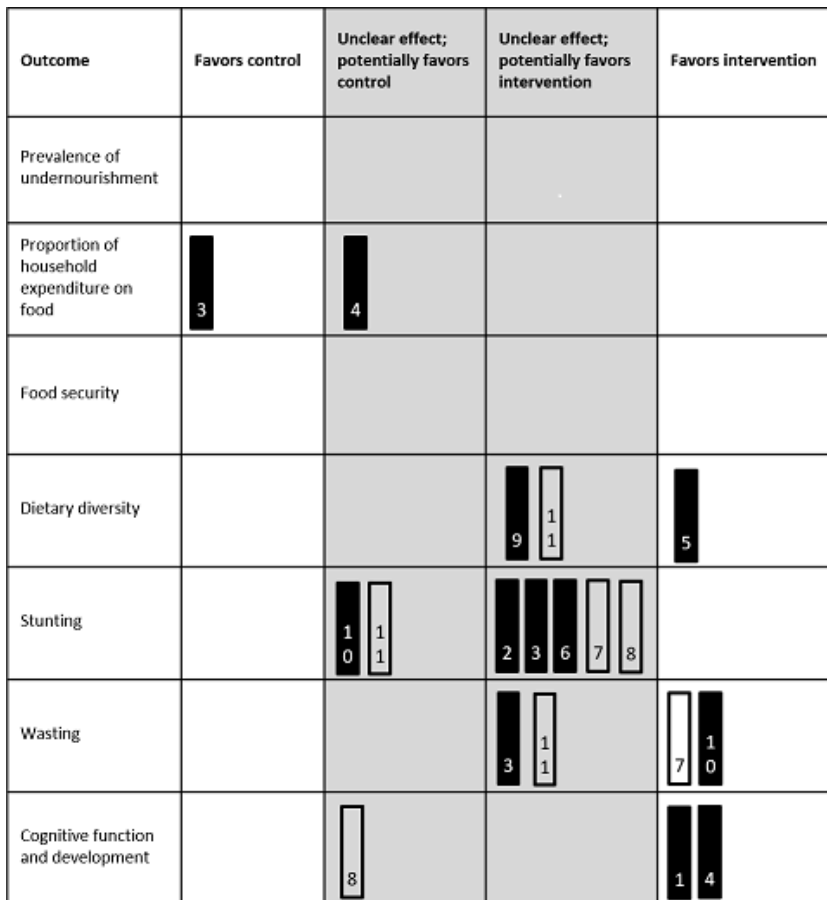 Outcome
Favors control
Unclear effect;
potentially favors
control
Unclear effect;
potentially favors
intervention
Favors intervention
Prevalence of
undernourishment
Proportion of
household
expenditure on
food
3
4
Food security
Dietary diversity
9
1
1
5
Stunting
1
0
1
1
2
3
6
7
8
Wasting
3
1
1
7
1
0
Cognitive function
and development
8
1
4